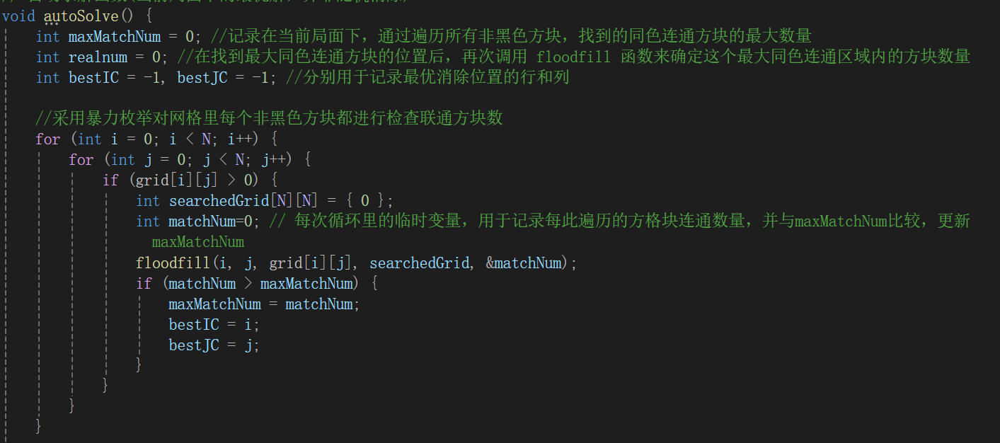 void autoSolve() {
int maxMatchNum = 0; //记录在当前局面下，通过遍历所有非黑色方块，找到的同色连通方块的最大数量
int realnum = 0; //在找到最大同色连通方块的位置后，再次调用 floodfill 函数来确定这个最大同色连通区域内的方块数量
int bestIC = -1, bestJC = -1; //分别用于记录最优消除位置的行和列
//采用暴力枚举对网格里每个非黑色方块都进行检查联通方块数
for (int i = 0; i < N; i++) {
for (int j = 0; j < N; j++) {
if (grid[i][j] > 0) {
int searchedGrid[N][N] = { 0 };
int matchNum=0; // 每次循环里的临时变量，用于记录每此遍历的方格块连通数量，并与maxMatchNum比较，更新
maxMatchNum
floodfill(i, j, grid[i][j], searchedGrid, &matchNum);
if (matchNum > maxMatchNum) {
maxMatchNum = matchNum;
bestIC = i;
bestJC = j;
}
}
}
}